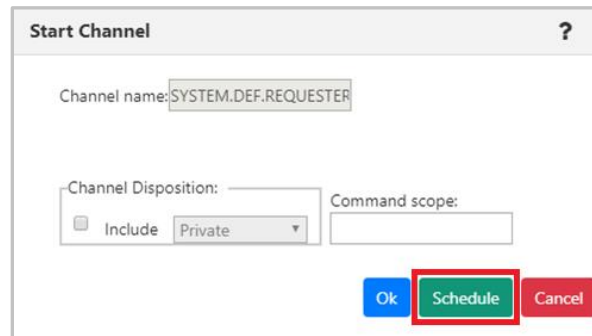 Start Channel ?
Channel name: SYSTEM.DEF.REQUESTER
Channel Disposition:
Command scope:
Include Private
Ok Schedule Cancel